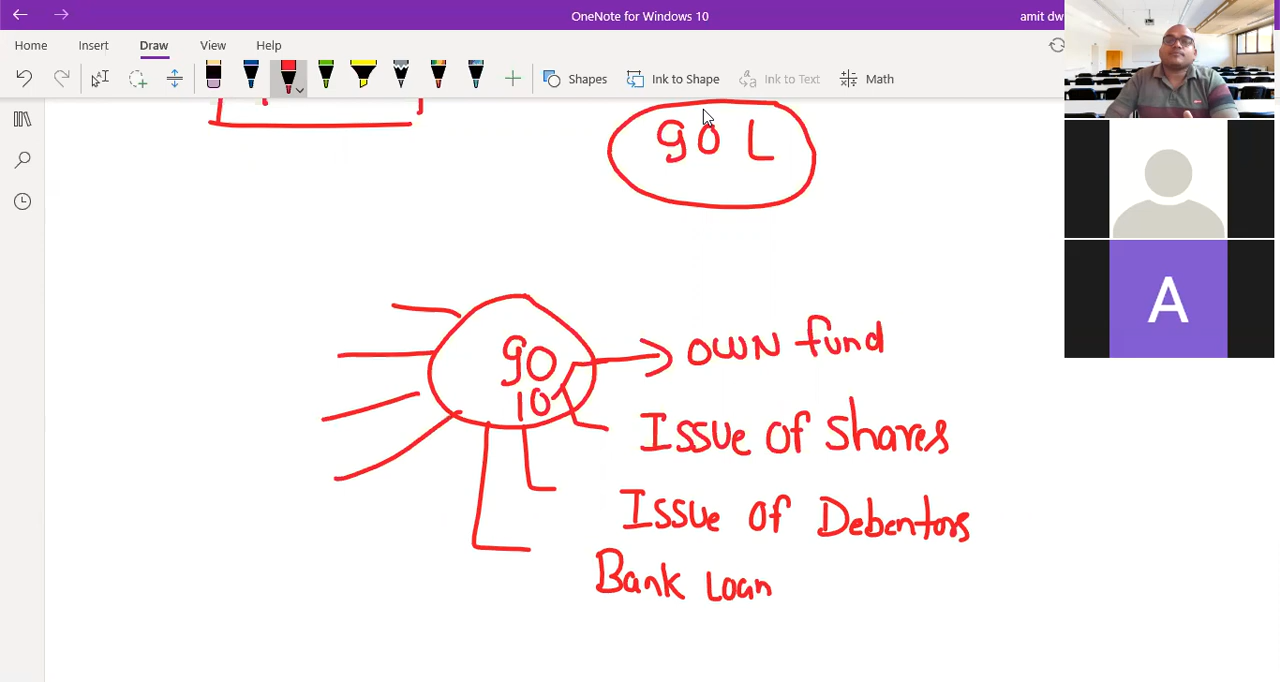 OneNote for Windows 10
amit dw
Home Insert Draw View Help
Shapes Ink to Shape Ink to Text Math
90 L
90
10
OWN fund
Issue of Shares
Issue of Debentors
Bank Loan
A